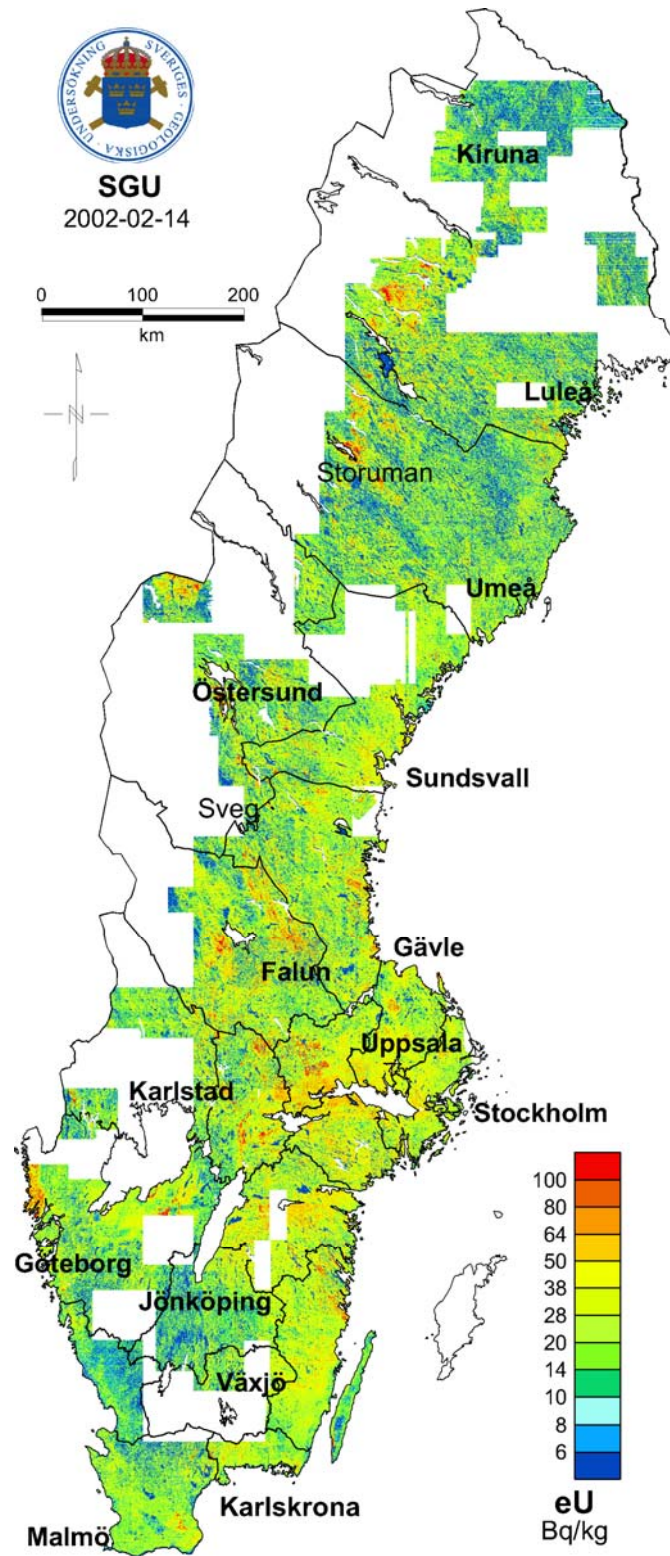 SVERIGES · GEOLOGISKA · UNDERSÖKNING ·
SGU
2002-02-14
0 100 200
km
N
Kiruna
Luleå
Storuman
Umeå
Östersund
Sundsvall
Sveg
Gävle
Falun
Uppsala
Karlstad
Stockholm
Göteborg
Jönköping
Växjö
Karlskrona
Malmö
100
80
64
50
38
28
20
14
10
8
6
eU
Bq/kg